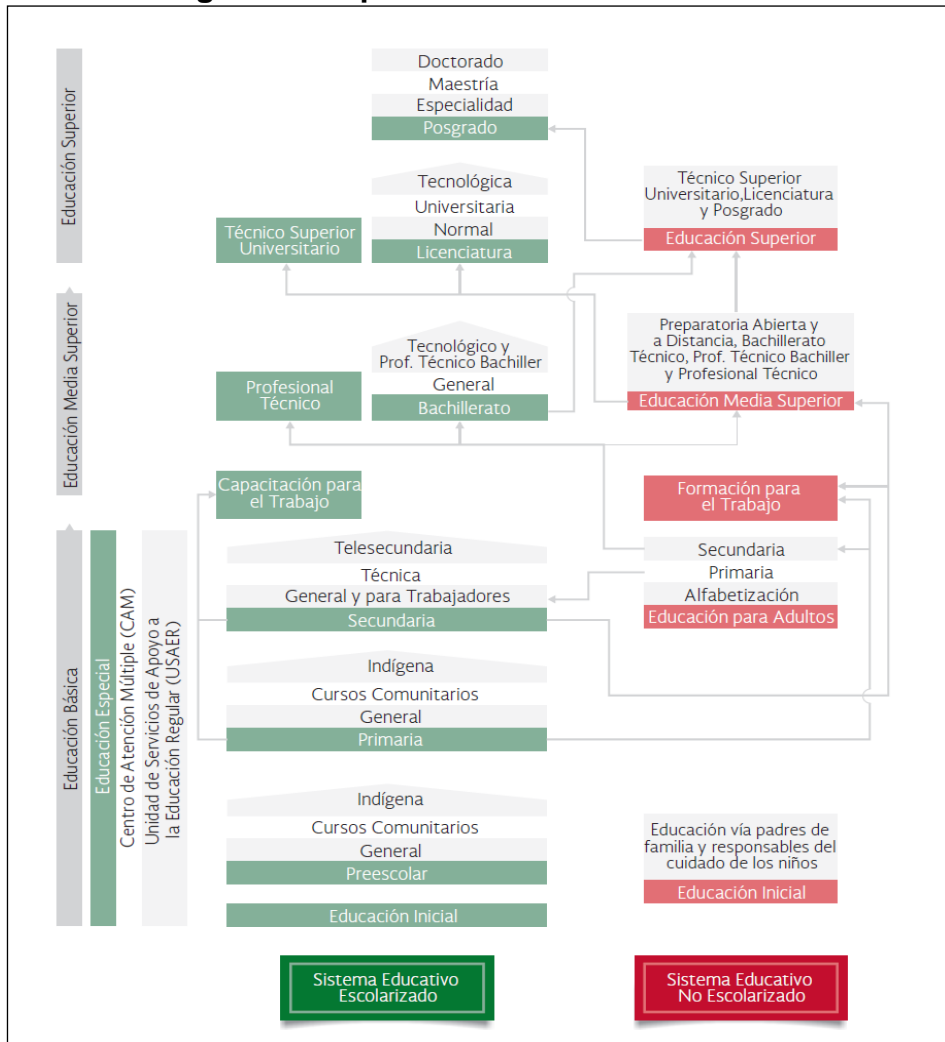 Educación Superior
Educación Media Superior
Educación Básica
Educación Especial
Centro de Atención Múltiple (CAM)
Unidad de Servicios de Apoyo a
la Educación Regular (USAER)
Doctorado
Maestría
Especialidad
Posgrado
Tecnológica
Universitaria
Normal
Licenciatura
Técnico Superior
Universitario
Técnico Superior
Universitario,Licenciatura
y Posgrado
Educación Superior
Tecnológico y
Prof. Técnico Bachiller
General
Bachillerato
Profesional
Técnico
Preparatoria Abierta y
a Distancia, Bachillerato
Técnico, Prof. Técnico Bachiller
y Profesional Técnico
Educación Media Superior
Capacitación para
el Trabajo
Formación para
el Trabajo
Telesecundaria
Técnica
General y para Trabajadores
Secundaria
Secundaria
Primaria
Alfabetización
Educación para Adultos
Indígena
Cursos Comunitarios
General
Primaria
Indígena
Cursos Comunitarios
General
Preescolar
Educación Inicial
Educación vía padres de
familia y responsables del
cuidado de los niños
Educación Inicial
Sistema Educativo
Escolarizado
Sistema Educativo
No Escolarizado